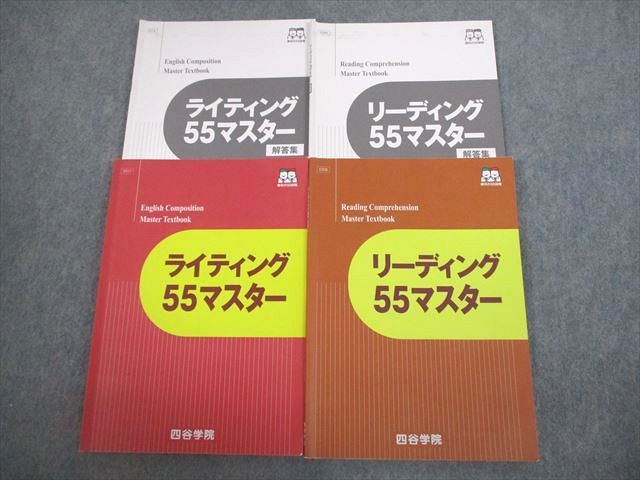 English Composition
Master Textbook
ライティング
55マスター
解答集
Reading Comprehension
Master Textbook
リーディング
55マスター
解答集
English Composition
Master Textbook
ライティング
55マスター
四谷学院
Reading Comprehension
Master Textbook
リーディング
55マスター
四谷学院